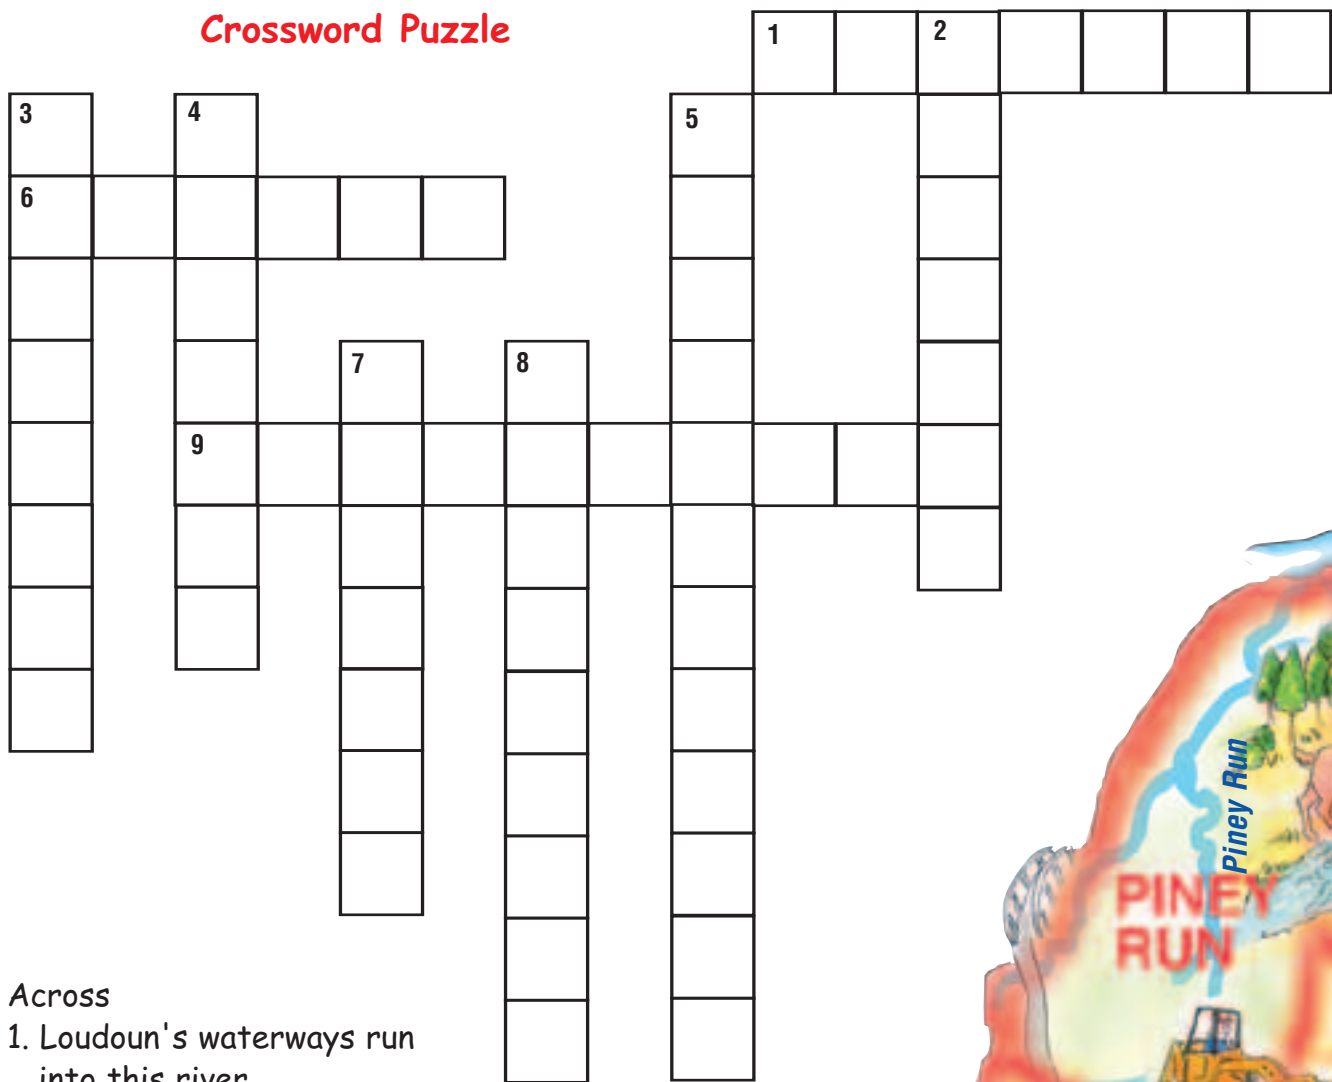 Crossword Puzzle
1 2
3 4 5
6
7 8
9
Piney Run
PINEY
RUN
Across
1. Loudoun's waterways run
into this river